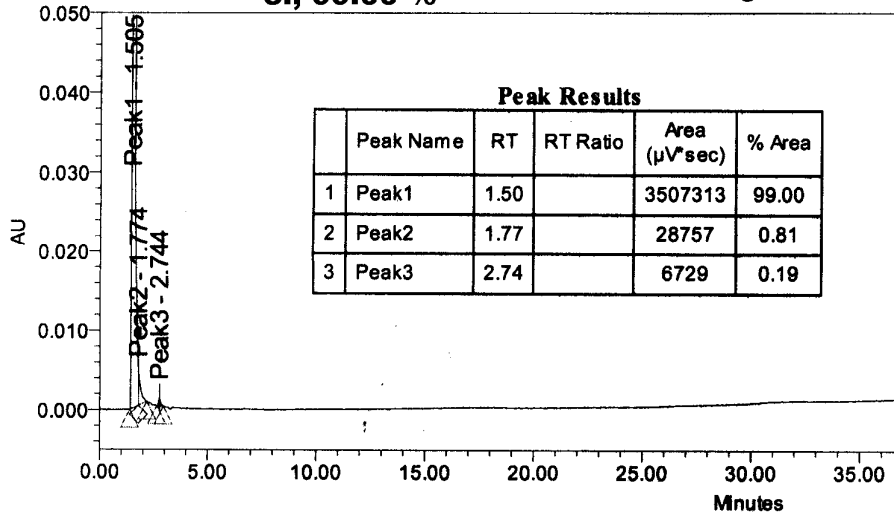 0.050
0.040
0.030
0.020
0.010
0.000
AU
Peak1 - 1.505
Peak2 - 1.774
Peak3 - 2.744
Peak Results
Peak Name RT RT Ratio Area (µV*sec) % Area
1 Peak1 1.50 3507313 99.00
2 Peak2 1.77 28757 0.81
3 Peak3 2.74 6729 0.19
0.00 5.00 10.00 15.00 20.00 25.00 30.00 35.00
Minutes